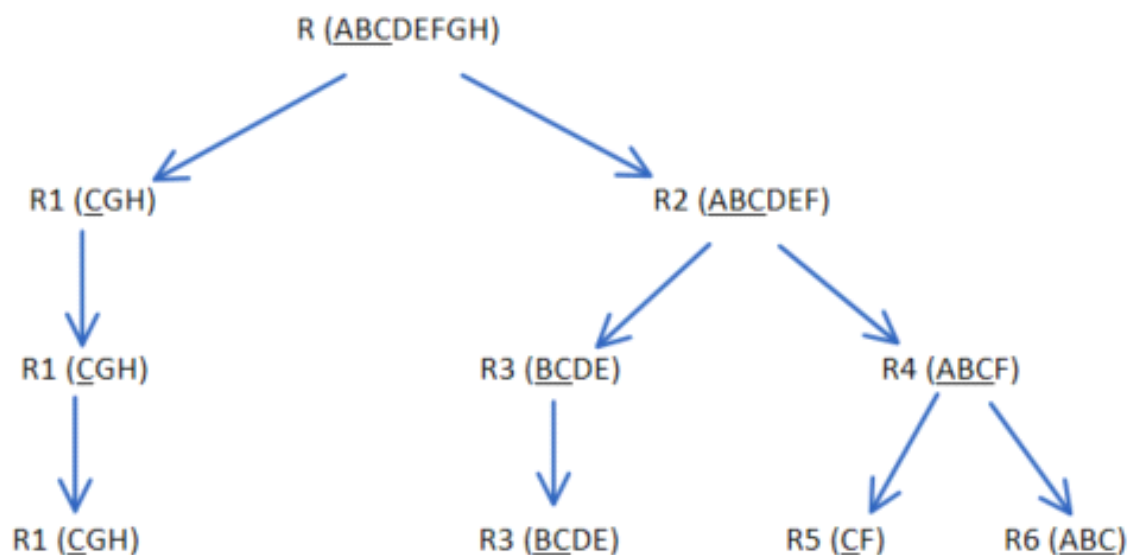 R (ABCDEFGH)
R1 (CGH) R2 (ABCDEF)
R1 (CGH) R3 (BCDE) R4 (ABCF)
R1 (CGH) R3 (BCDE) R5 (CF) R6 (ABC)